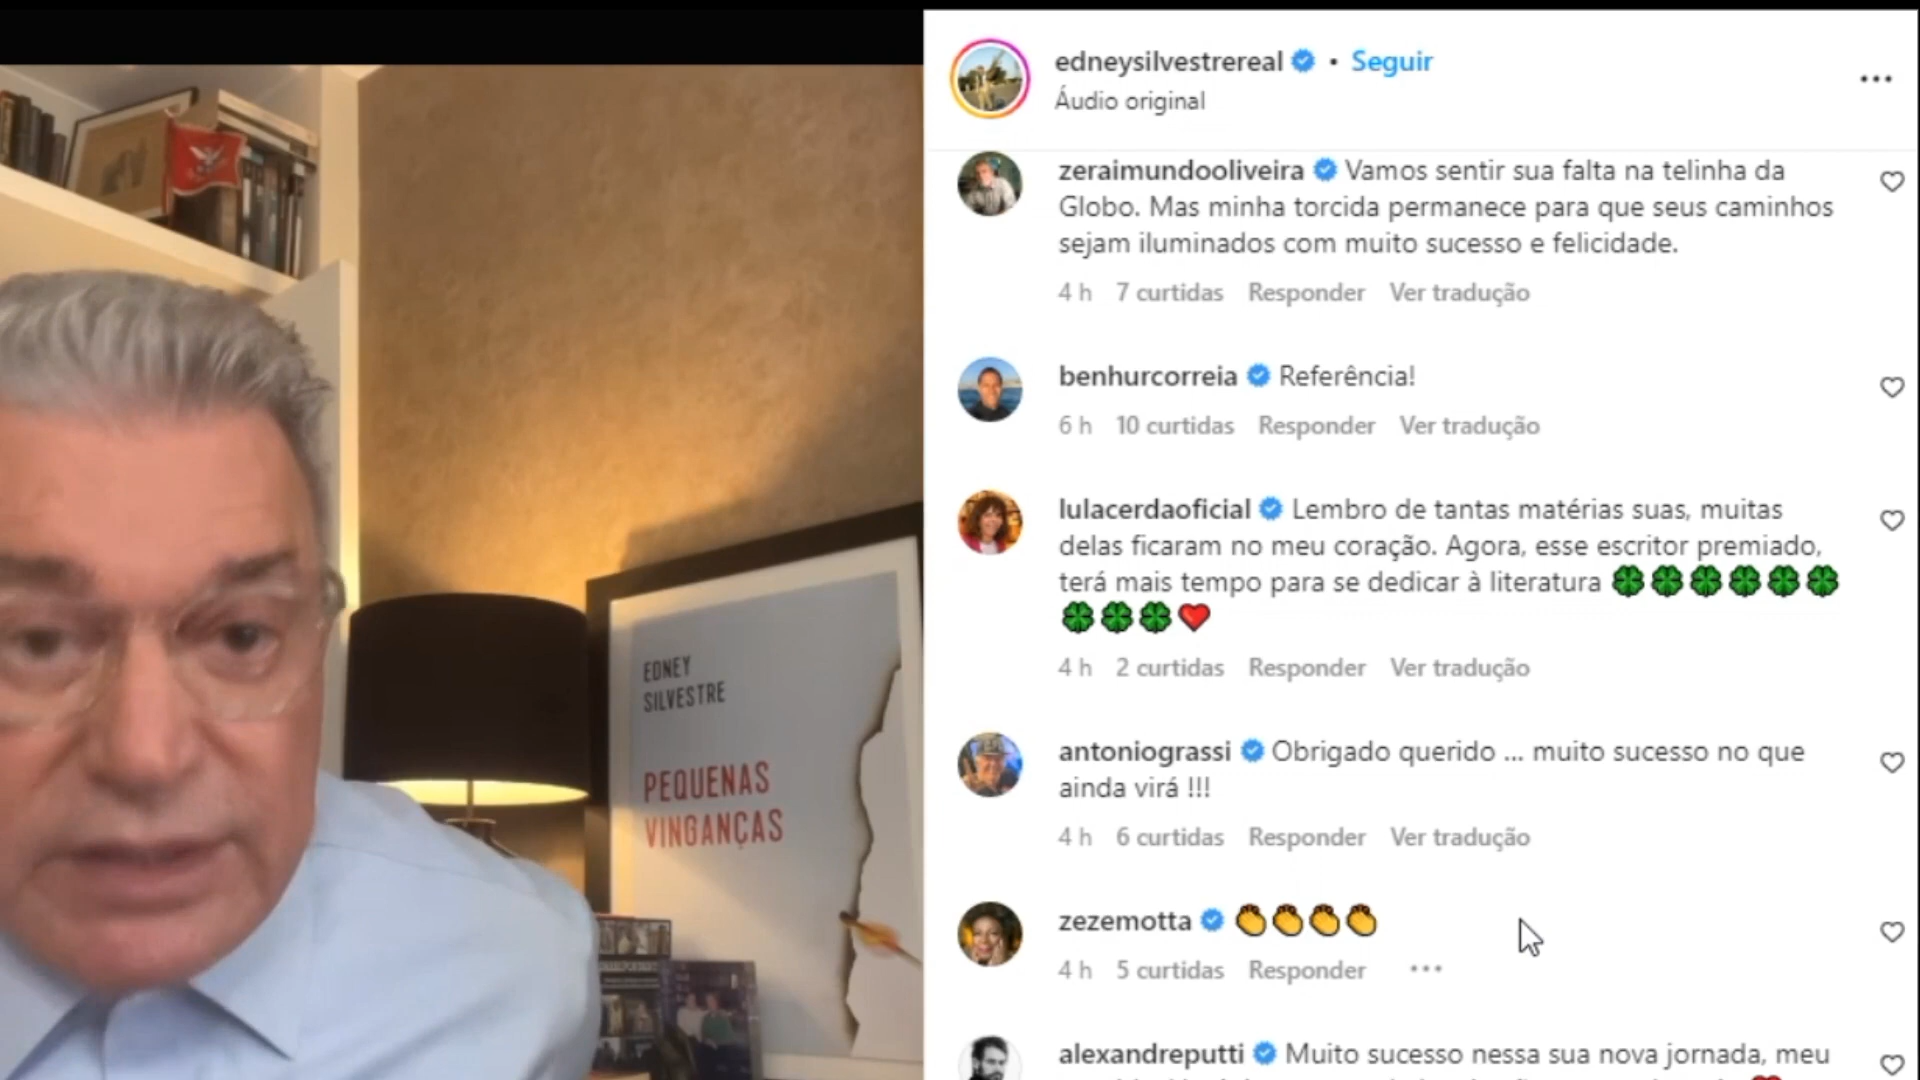 edneysilvestrereal • Seguir
Áudio original
zeraimundooliveira Vamos sentir sua falta na telinha da
Globo. Mas minha torcida permanece para que seus caminhos
sejam iluminados com muito sucesso e felicidade.
4 h 7 curtidas Responder Ver tradução
benhurcorreia Referência!
6 h 10 curtidas Responder Ver tradução
lulacerdaoficial Lembro de tantas matérias suas, muitas
delas ficaram no meu coração. Agora, esse escritor premiado,
terá mais tempo para se dedicar à literatura 🍀🍀🍀🍀🍀🍀
🍀🍀🍀❤️
4 h 2 curtidas Responder Ver tradução
antoniograssi Obrigado querido ... muito sucesso no que
ainda virá !!!
4 h 6 curtidas Responder Ver tradução
zezemotta 👏👏👏👏
4 h 5 curtidas Responder
alexandreputti Muito sucesso nessa sua nova jornada, meu
EDNEY
SILVESTRE
PEQUENAS
VINGANÇAS